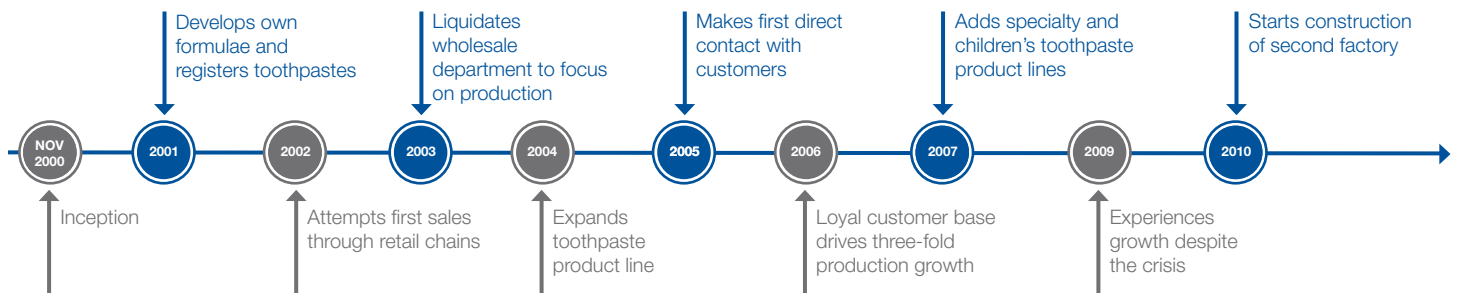 Develops own
formulae and
registers toothpastes
Liquidates
wholesale
department to focus
on production
Makes first direct
contact with
customers
Adds specialty and
children's toothpaste
product lines
Starts construction
of second factory
NOV
2000
2001
2002
2003
2004
2005
2006
2007
2009
2010
Inception
Attempts first sales
through retail chains
Expands
toothpaste
product line
Loyal customer base
drives three-fold
production growth
Experiences
growth despite
the crisis